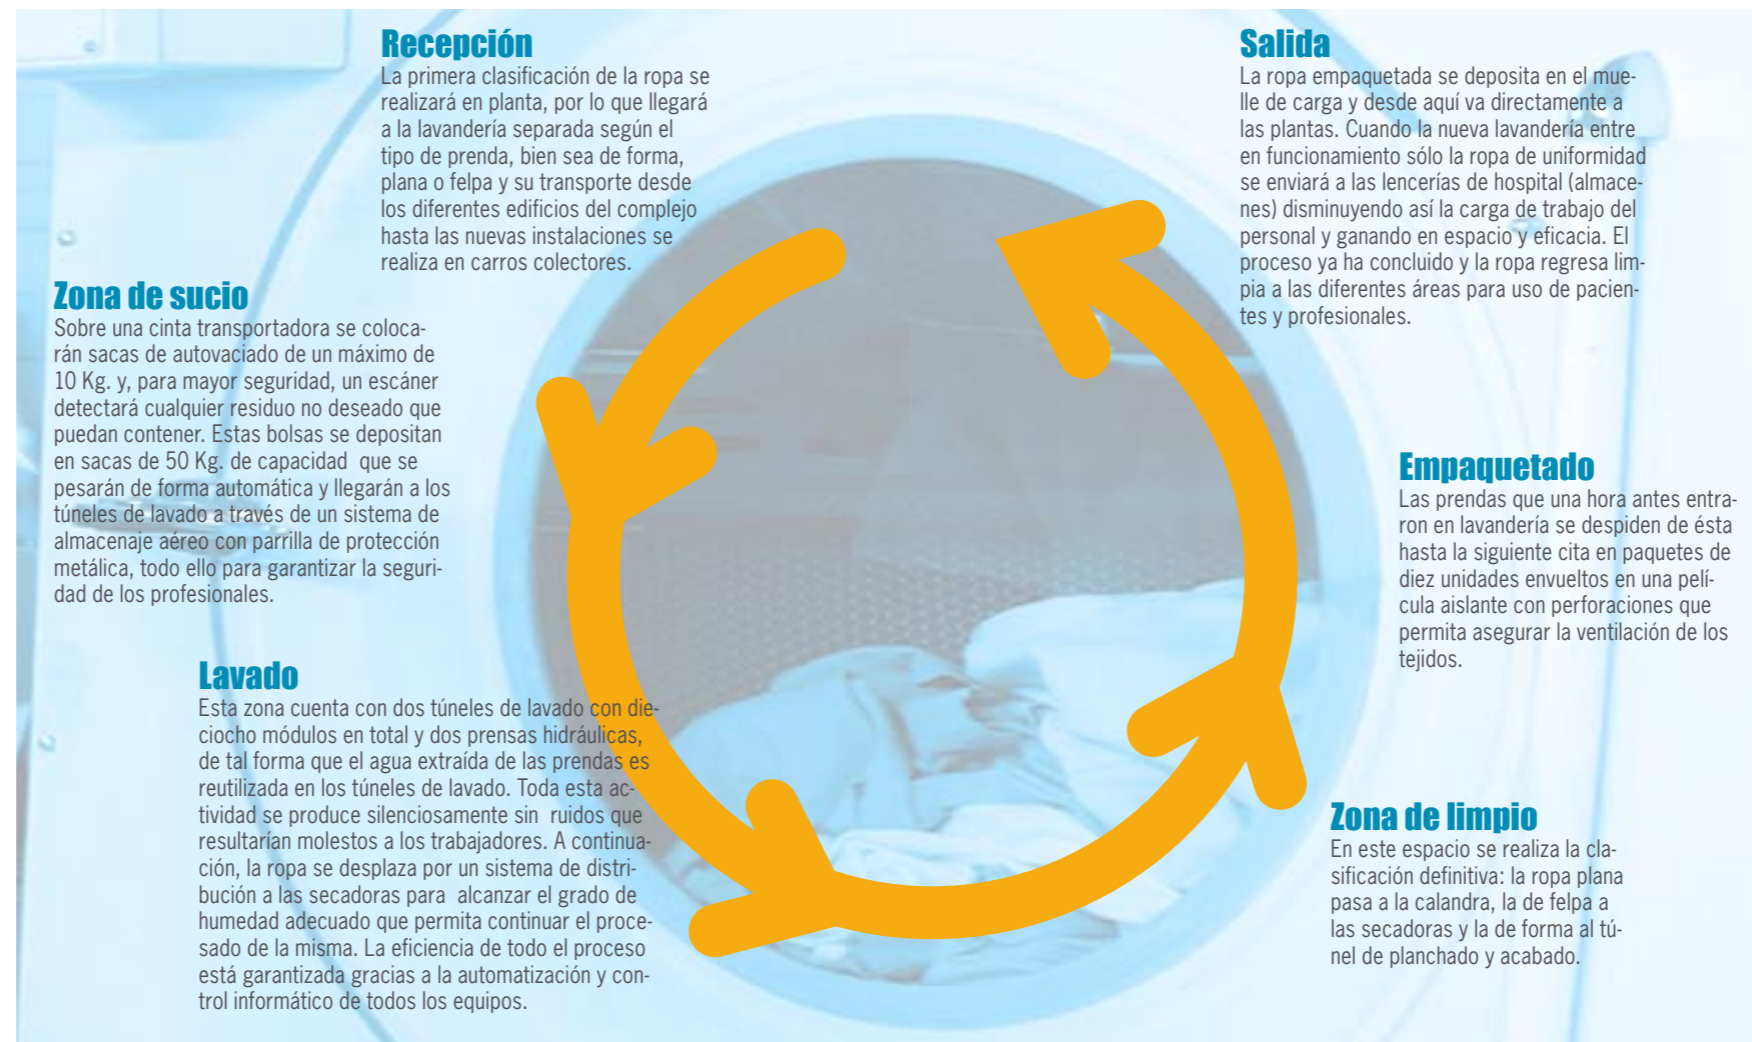 Recepción
La primera clasificación de la ropa se
realizará en planta, por lo que llegará
a la lavandería separada según el
tipo de prenda, bien sea de forma,
plana o felpa y su transporte desde
los diferentes edificios del complejo
hasta las nuevas instalaciones se
realiza en carros colectores.
Zona de sucio
Sobre una cinta transportadora se coloca-
rán sacas de autovaciado de un máximo de
10 Kg. y, para mayor seguridad, un escáner
detectará cualquier residuo no deseado que
puedan contener. Estas bolsas se depositan
en sacas de 50 Kg. de capacidad que se
pesarán de forma automática y llegarán a los
túneles de lavado a través de un sistema de
almacenaje aéreo con parrilla de protección
metálica, todo ello para garantizar la seguri-
dad de los profesionales.
Lavado
Esta zona cuenta con dos túneles de lavado con die-
ciocho módulos en total y dos prensas hidráulicas,
de tal forma que el agua extraída de las prendas es
reutilizada en los túneles de lavado. Toda esta ac-
tividad se produce silenciosamente sin ruidos que
resultarían molestos a los trabajadores. A continua-
ción, la ropa se desplaza por un sistema de distri-
bución a las secadoras para alcanzar el grado de
humedad adecuado que permita continuar el proce-
sado de la misma. La eficiencia de todo el proceso
está garantizada gracias a la automatización y con-
trol informático de todos los equipos.
Zona de limpio
En este espacio se realiza la cla-
sificación definitiva: la ropa plana
pasa a la calandra, la de felpa a
las secadoras y la de forma al tú-
nel de planchado y acabado.
Empaquetado
Las prendas que una hora antes entra-
ron en lavandería se despiden de ésta
hasta la siguiente cita en paquetes de
diez unidades envueltos en una pelí-
cula aislante con perforaciones que
permita asegurar la ventilación de los
tejidos.
Salida
La ropa empaquetada se deposita en el mue-
lle de carga y desde aquí va directamente a
las plantas. Cuando la nueva lavandería entre
en funcionamiento sólo la ropa de uniformidad
se enviará a las lencerías de hospital (almace-
nes) disminuyendo así la carga de trabajo del
personal y ganando en espacio y eficacia. El
proceso ya ha concluido y la ropa regresa lim-
pia a las diferentes áreas para uso de pacien-
tes y profesionales.